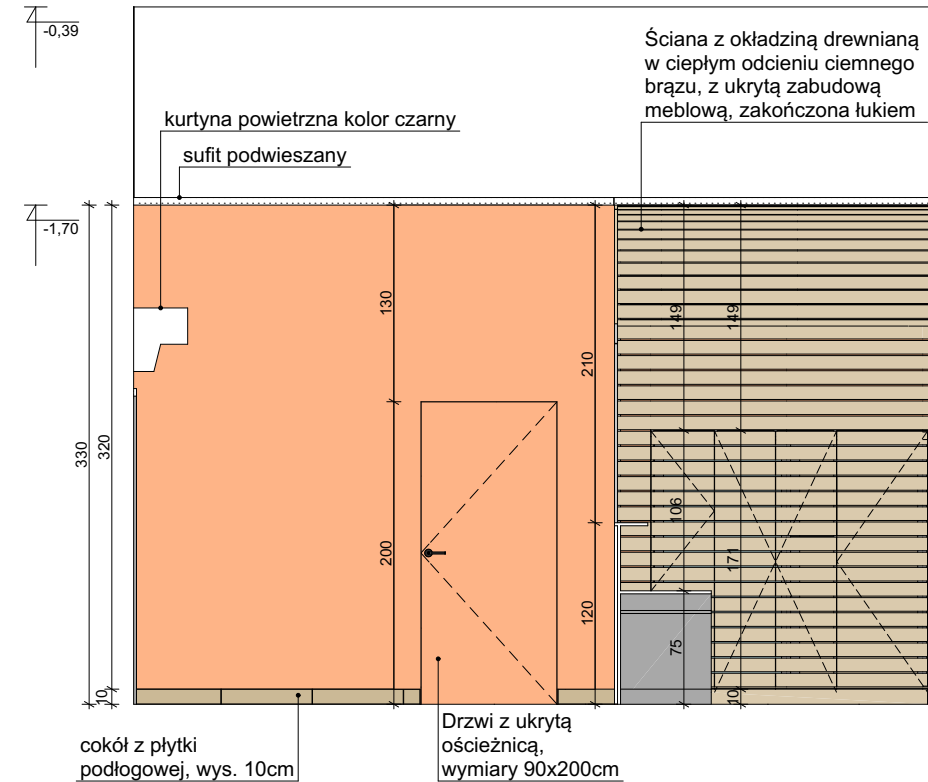 -0,39
Ściana z okładziną drewnianą
w ciepłym odcieniu ciemnego
brązu, z ukrytą zabudową
meblową, zakończona łukiem
kurtyna powietrzna kolor czarny
sufit podwieszany
-1,70
130
149
149
210
330
320
106
200
171
120
75
10
10
cokół z płytki
podłogowej, wys. 10cm
Drzwi z ukrytą
ościeżnicą,
wymiary 90x200cm